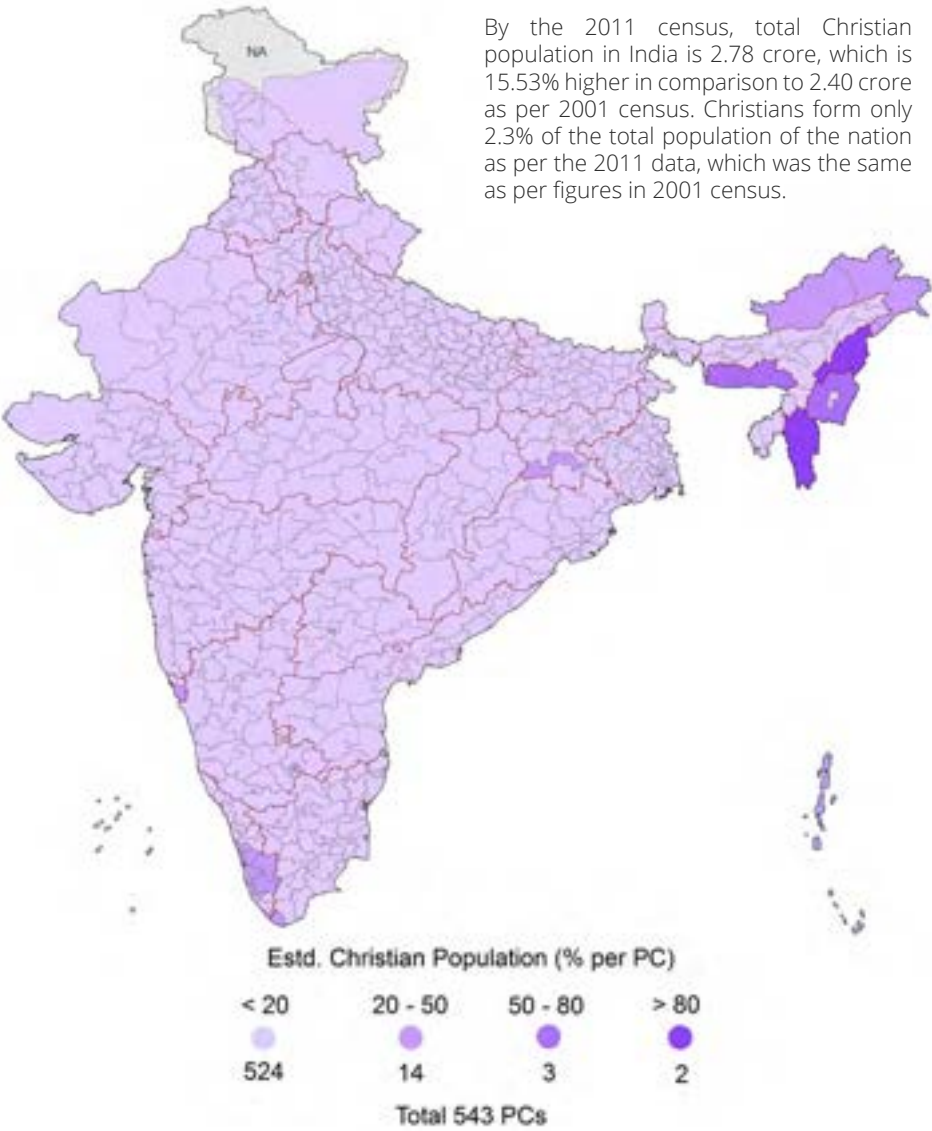 By the 2011 census, total Christian
population in India is 2.78 crore, which is
15.53% higher in comparison to 2.40 crore
as per 2001 census. Christians form only
2.3% of the total population of the nation
as per the 2011 data, which was the same
as per figures in 2001 census.
NA
Estd. Christian Population (% per PC)
< 20 20 - 50 50 - 80 > 80
524 14 3 2
Total 543 PCs